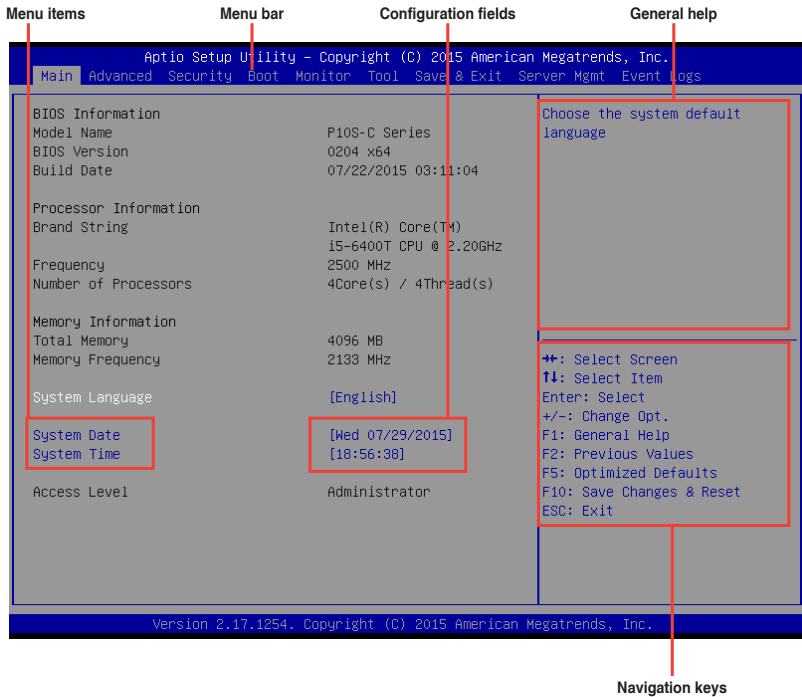 Menu items Menu bar Configuration fields General help
Aptio Setup Utility – Copyright (C) 2015 American Megatrends, Inc.
Main Advanced Security Boot Monitor Tool Save & Exit Server Mgmt Event Logs
BIOS Information
Model Name P10S-C Series
BIOS Version 0204 x64
Build Date 07/22/2015 03:11:04
Processor Information
Brand String Intel(R) Core(TM)
i5-6400T CPU @ 2.20GHz
Frequency 2500 MHz
Number of Processors 4Core(s) / 4Thread(s)
Memory Information
Total Memory 4096 MB
Memory Frequency 2133 MHz
System Language [English]
System Date [Wed 07/29/2015]
System Time [18:56:38]
Access Level Administrator
Choose the system default
language
→←: Select Screen
↑↓: Select Item
Enter: Select
+/-: Change Opt.
F1: General Help
F2: Previous Values
F5: Optimized Defaults
F10: Save Changes & Reset
ESC: Exit
Version 2.17.1254. Copyright (C) 2015 American Megatrends, Inc.
Navigation keys